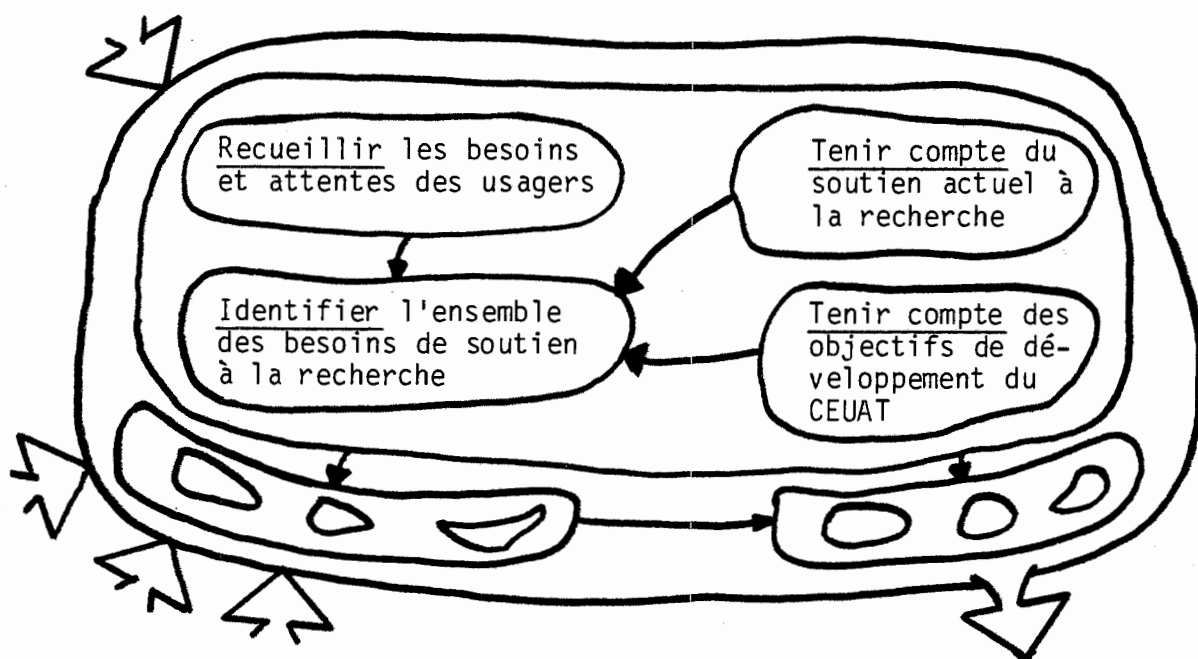 Recueillir les besoins
et attentes des usagers
Tenir compte du
soutien actuel à
la recherche
Identifier l'ensemble
des besoins de soutien
à la recherche
Tenir compte des
objectifs de dé-
veloppement du
CEUAT